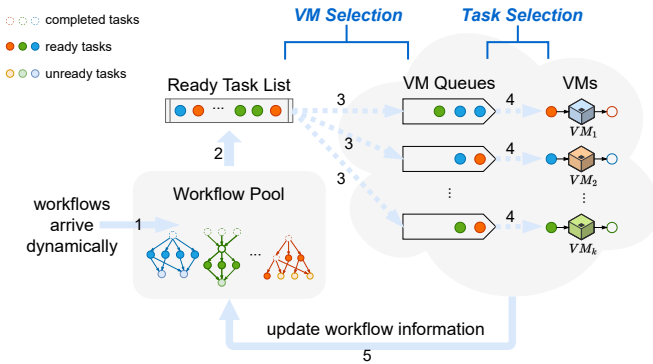 completed tasks
ready tasks
unready tasks
VM Selection
Task Selection
Ready Task List
VM Queues
VMs
...
3
3
3
4
4
4
VM1
VM2
⋮
⋮
VMk
2
Workflow Pool
workflows
arrive
dynamically
1
...
update workflow information
5